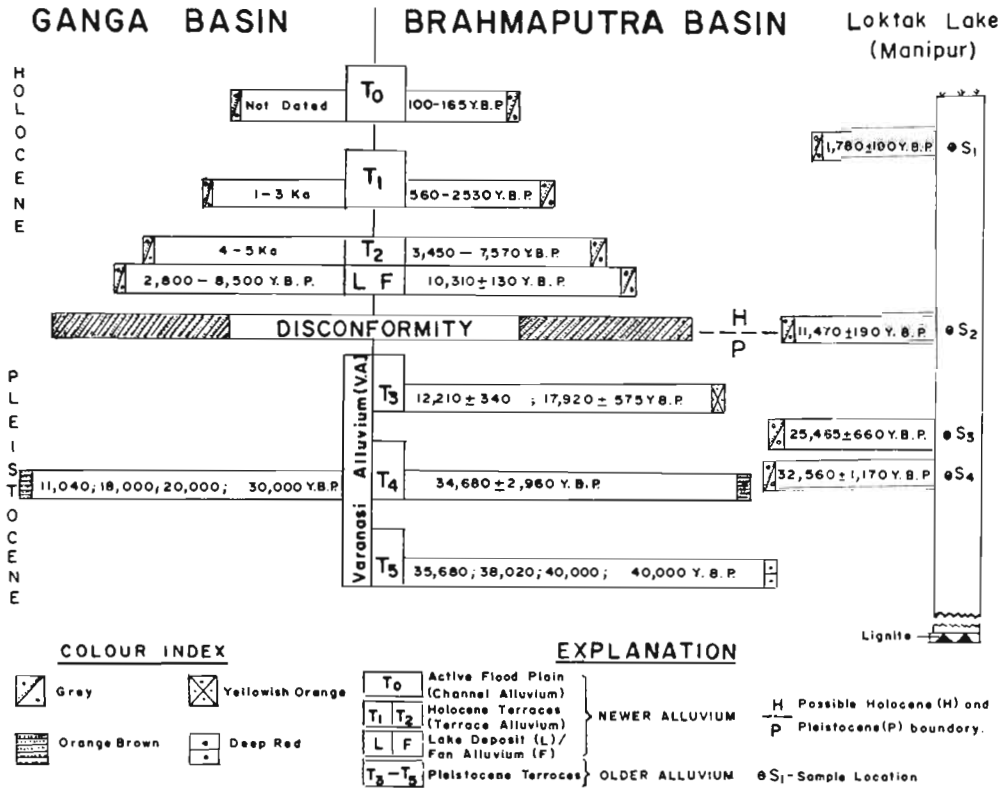 GANGA BASIN
BRAHMAPUTRA BASIN
Loktak Lake
(Manipur)
HOLOCENE
Not Dated
T0
100-165 Y.B.P
1,780±100 Y.B.P.
S1
1-3 Ka
T1
560-2530 Y.B.P.
4-5 Ka
T2
3,450 - 7,570 Y.B.P.
2,800 - 8,500 Y.B.P.
L F
10,310±130 Y.B.P.
DISCONFORMITY
H
P
11,470±190 Y.B.P.
S2
PLEISTOCENE
Varanasi Alluvium (V.A)
T3
12,210 ± 340 ; 17,920 ± 575 Y.B.P.
25,465±660 Y.B.P.
S3
11,040; 18,000; 20,000; 30,000 Y.B.P.
T4
34,680 ± 2,960 Y.B.P.
32,560 ± 1,170 Y.B.P.
S4
T5
35,680; 38,020; 40,000; 40,000 Y.B.P.
Lignite
COLOUR INDEX
Grey
Yellowish Orange
Orange Brown
Deep Red
EXPLANATION
T0
Active Flood Plain
(Channel Alluvium)
T1 T2
Holocene Terraces
(Terrace Alluvium)
L F
Lake Deposit (L)/
Fan Alluvium (F)
NEWER ALLUVIUM
T3-T5
Pleistocene Terraces
OLDER ALLUVIUM
H
P
Possible Holocene (H) and
Pleistocene (P) boundary.
S1-Sample Location